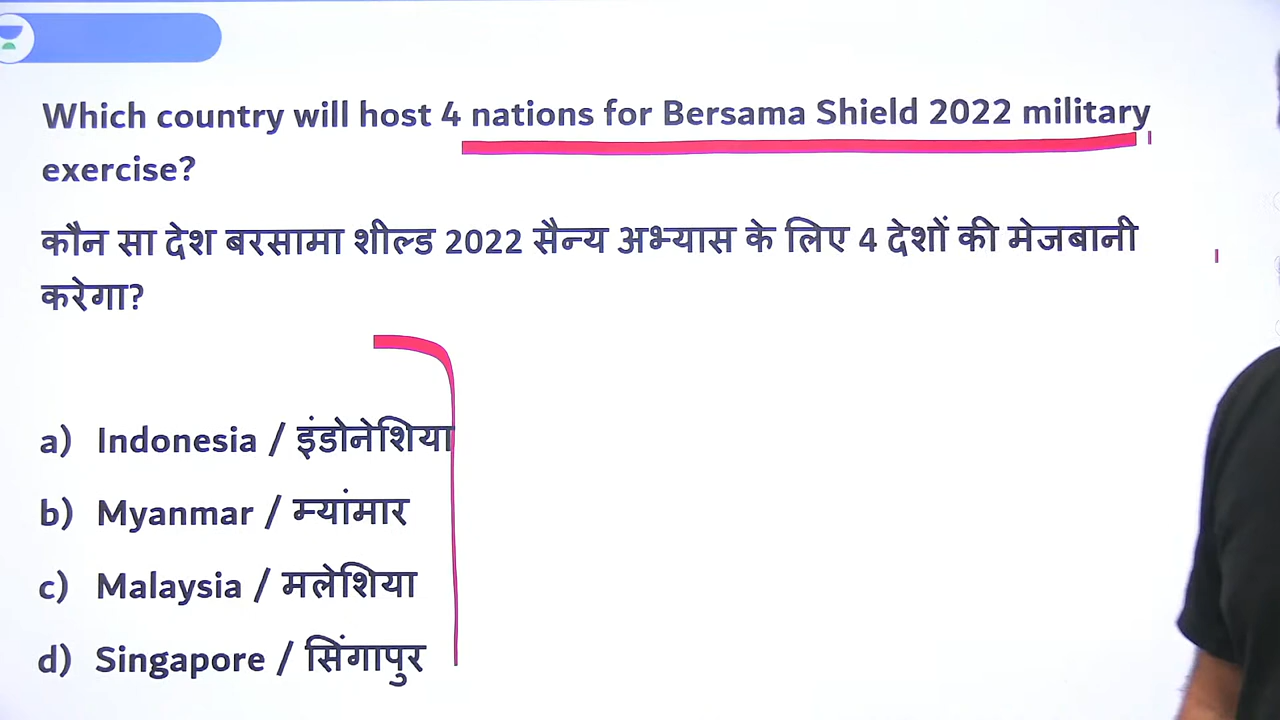 Which country will host 4 nations for Bersama Shield 2022 military
exercise?
कौन सा देश बरसामा शील्ड 2022 सैन्य अभ्यास के लिए 4 देशों की मेजबानी
करेगा?
a) Indonesia / इंडोनेशिया
b) Myanmar / म्यांमार
c) Malaysia / मलेशिया
d) Singapore / सिंगापुर